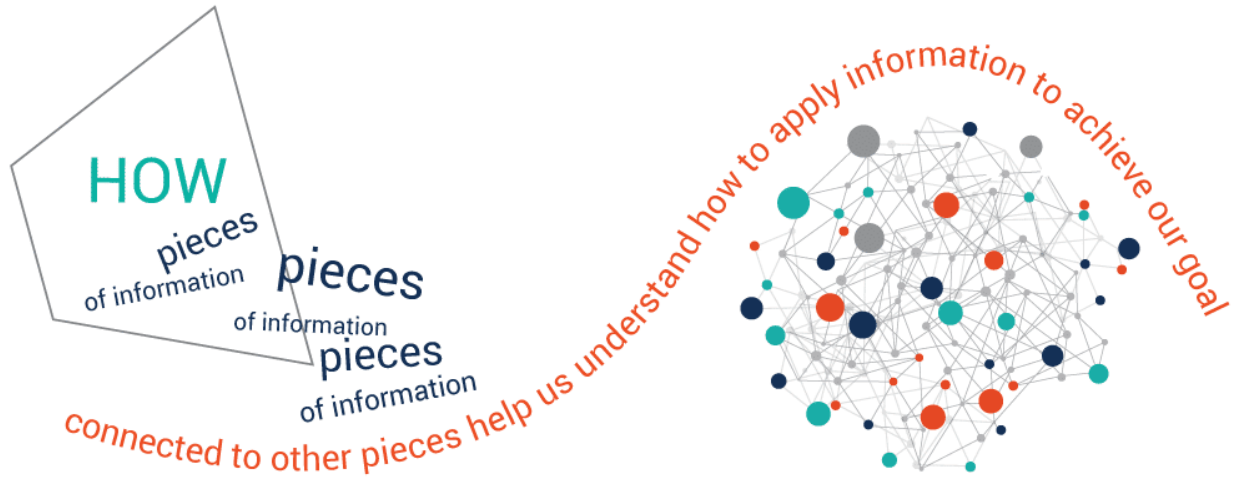 HOW
pieces
of information
pieces
of information
pieces
of information
connected to other pieces help us understand how to apply information to achieve our goal